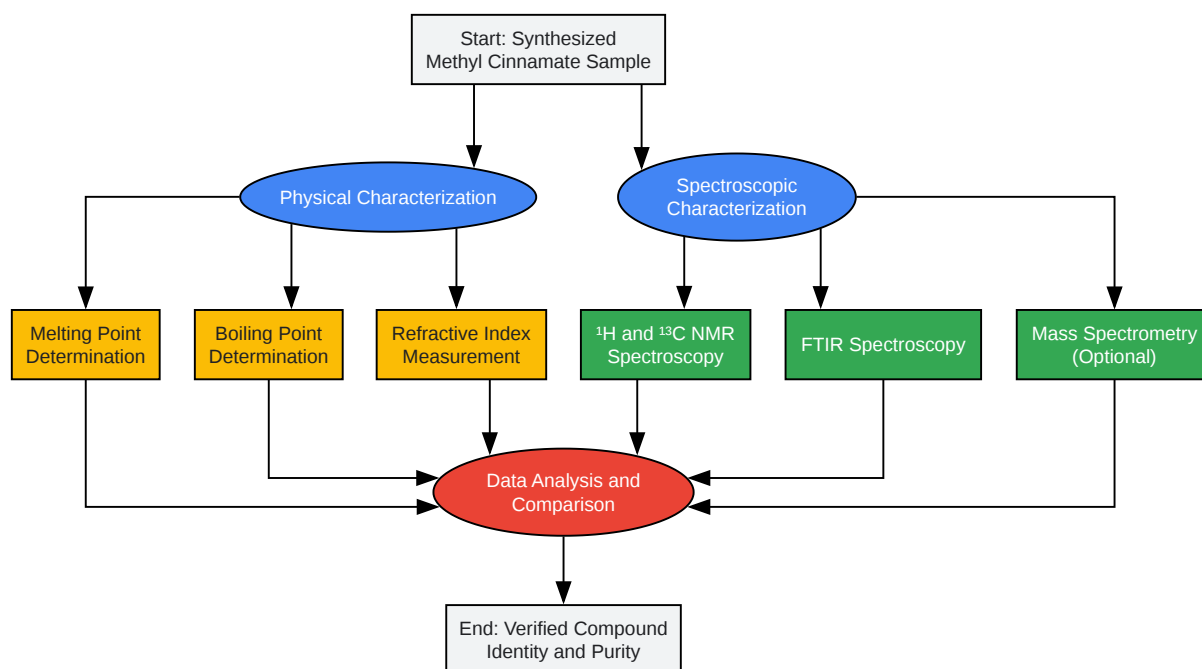 Start: Synthesized
Methyl Cinnamate Sample
Physical Characterization
Spectroscopic
Characterization
Melting Point
Determination
Boiling Point
Determination
Refractive Index
Measurement
¹H and ¹³C NMR
Spectroscopy
FTIR Spectroscopy
Mass Spectrometry
(Optional)
Data Analysis and
Comparison
End: Verified Compound
Identity and Purity